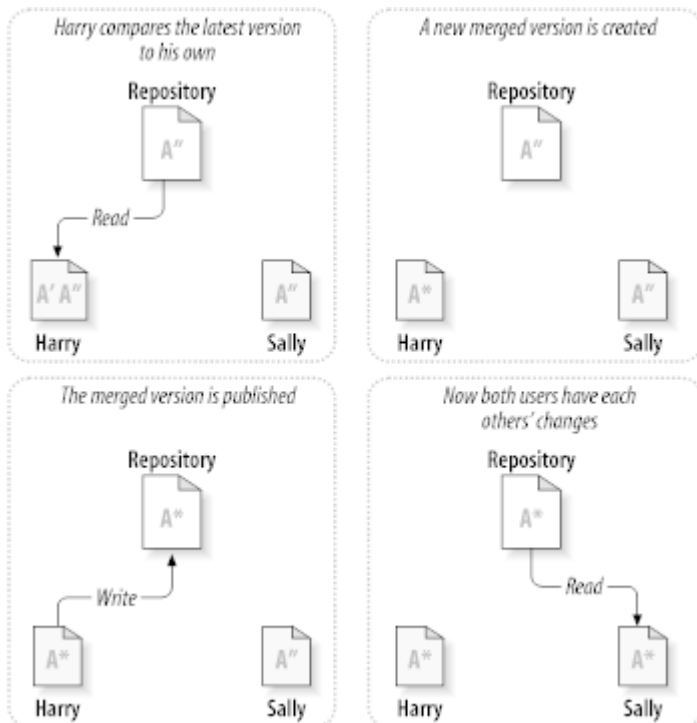 Harry compares the latest version
to his own
Repository
A″
Read
A′ A″
A″
Harry
Sally
A new merged version is created
Repository
A″
A*
A″
Harry
Sally
The merged version is published
Repository
A*
Write
A*
A″
Harry
Sally
Now both users have each
others’ changes
Repository
A*
Read
A*
A*
Harry
Sally